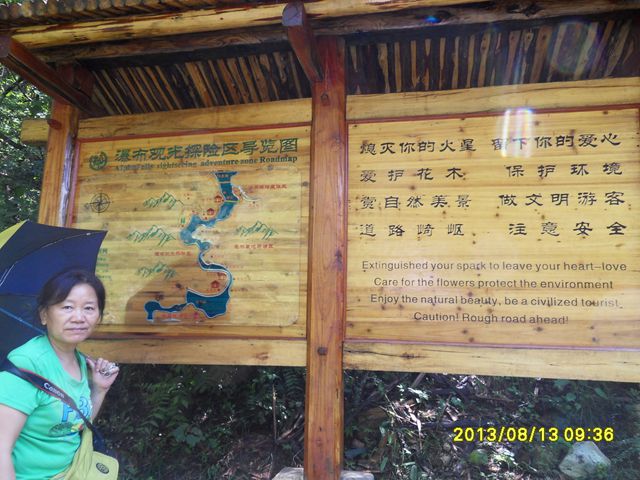 瀑布观光探险区导览图
sightseeing adventure zone Roadmap
熄灭你的火星 留下你的爱心
爱护花木 保护环境
赏自然美景 做文明游客
道路崎岖 注意安全
Extinguished your spark to leave your heart-love
Care for the flowers protect the environment
Enjoy the natural beauty, be a civilized tourist
Caution! Rough road ahead!
Canon
2013/08/13 09:36